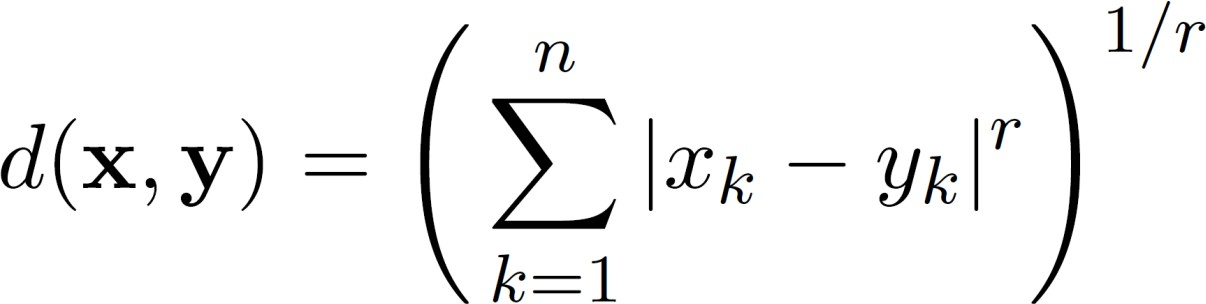 d(𝐱, 𝐲) = (∑_{k=1}^{n} |x_k − y_k|^r)^{1/r}